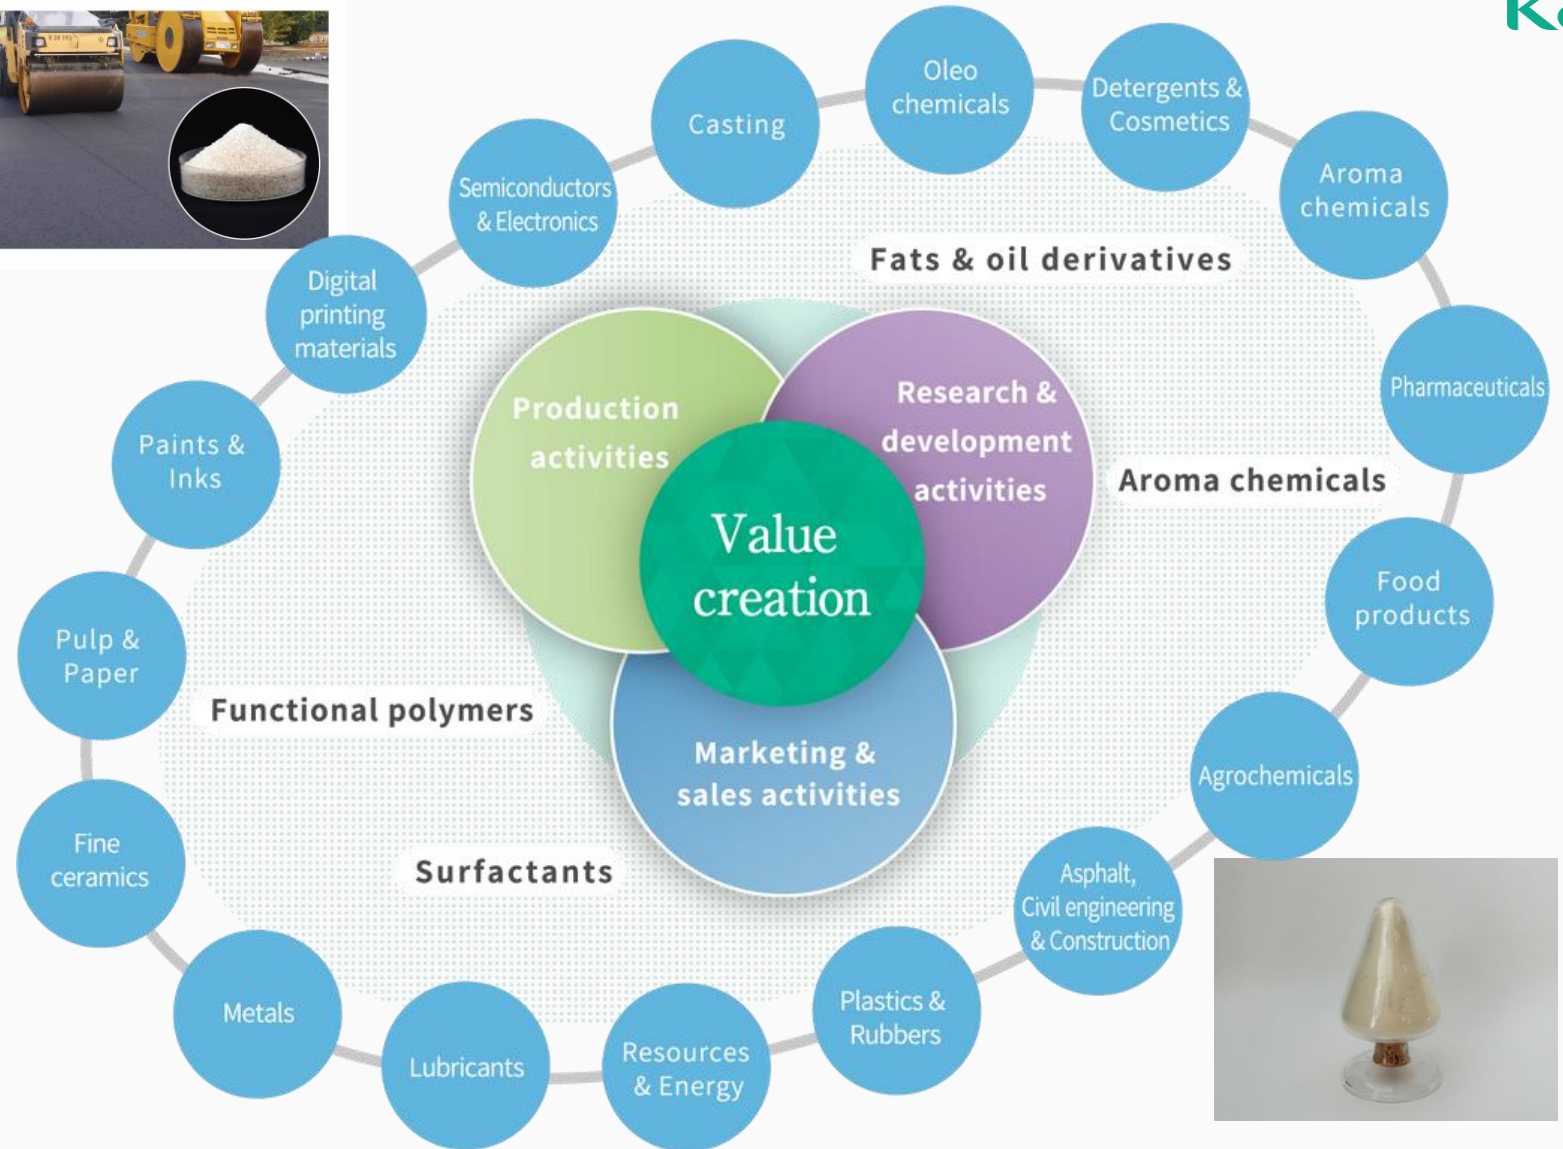 Oleo
chemicals
Detergents &
Cosmetics
Casting
Aroma
chemicals
Semiconductors
& Electronics
Fats & oil derivatives
Digital
printing
materials
Pharmaceuticals
Production
activities
Research &
development
activities
Paints &
Inks
Aroma chemicals
Value
creation
Food
products
Pulp &
Paper
Functional polymers
Marketing &
sales activities
Agrochemicals
Fine
ceramics
Surfactants
Asphalt,
Civil engineering
& Construction
Metals
Plastics &
Rubbers
Lubricants
Resources
& Energy